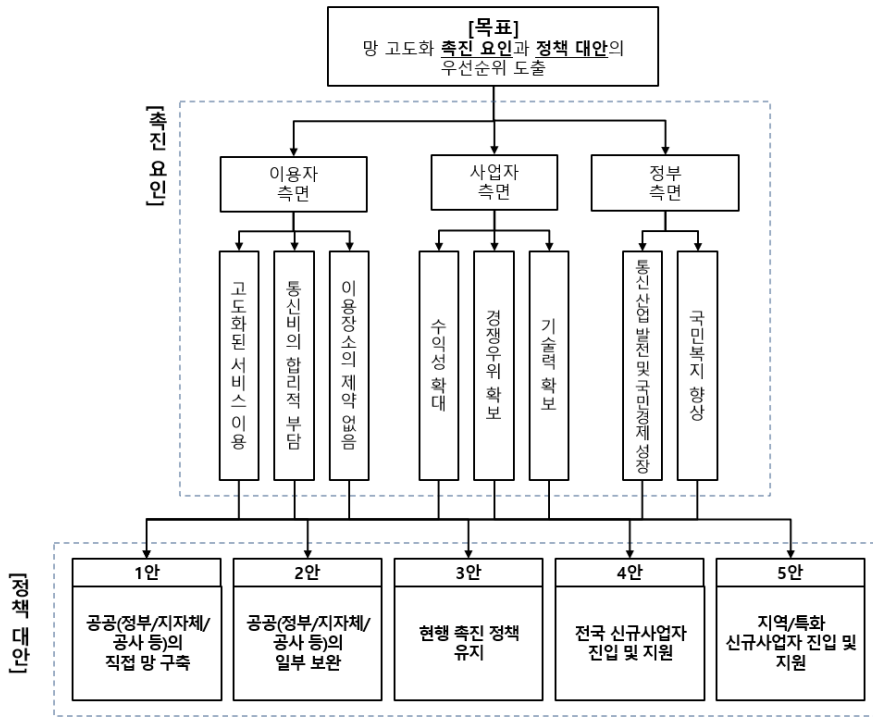 [목표]
망 고도화 촉진 요인과 정책 대안의
우선순위 도출
[촉진 요인]
이용자
측면
사업자
측면
정부
측면
고도화된 서비스 이용
통신비의 합리적 부담
이용장소의 제약 없음
수익성 확대
경쟁우위 확보
기술력 확보
통신 산업 발전 및 국민경제 성장
국민복지 향상
[정책 대안]
1안
공공(정부/지자체/
공사 등)의
직접 망 구축
2안
공공(정부/지자체/
공사 등)의
일부 보완
3안
현행 촉진 정책
유지
4안
전국 신규사업자
진입 및 지원
5안
지역/특화
신규사업자 진입 및
지원